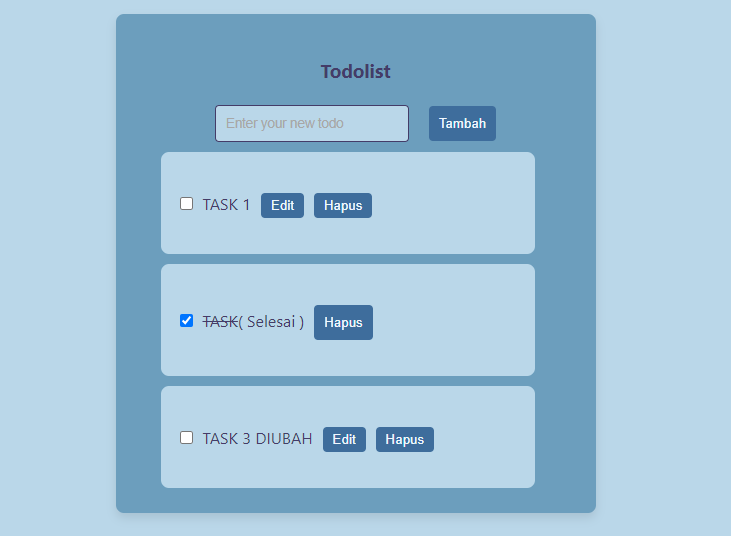 Todolist
Enter your new todo Tambah
TASK 1 Edit Hapus
TASK( Selesai ) Hapus
TASK 3 DIUBAH Edit Hapus